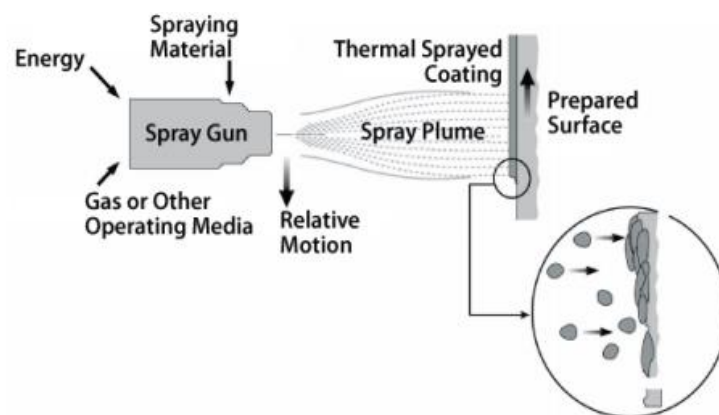 Spraying
Material
Energy
Spray Gun
Gas or Other
Operating Media
Relative
Motion
Spray Plume
Thermal Sprayed
Coating
Prepared
Surface